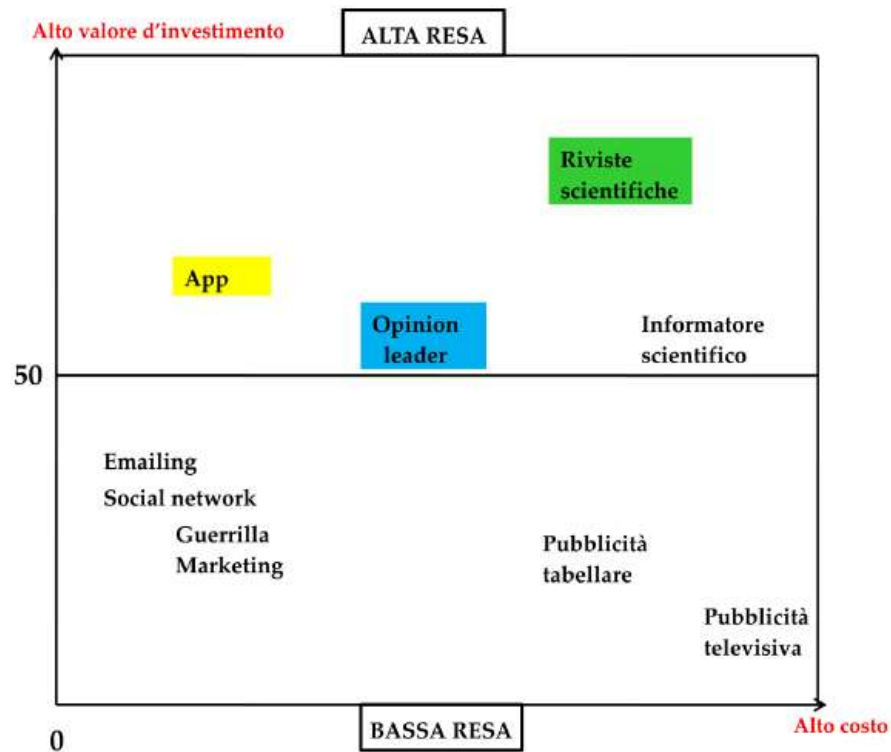 Alto valore d’investimento
ALTA RESA
Riviste
scientifiche
App
Opinion
leader
Informatore
scientifico
50
Emailing
Social network
Guerrilla
Marketing
Pubblicità
tabellare
Pubblicità
televisiva
0
BASSA RESA
Alto costo